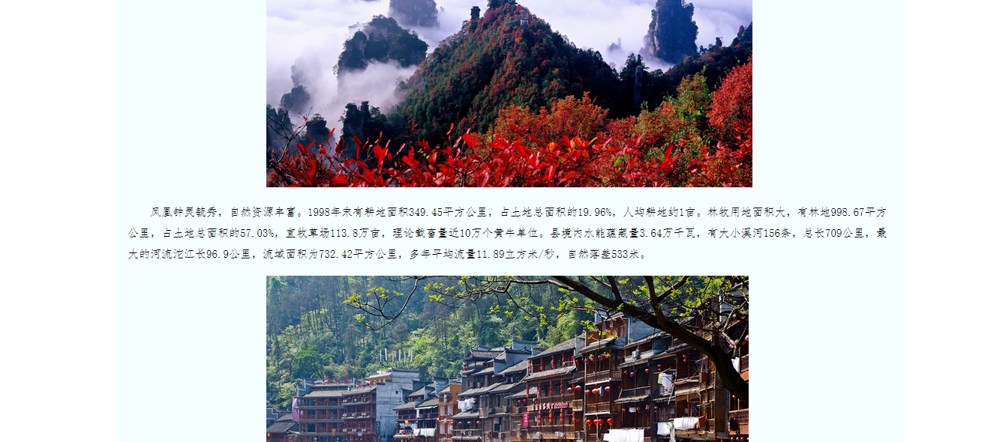 凤凰钟灵毓秀，自然资源丰富。1998年末有耕地面积349.45平方公里，占土地总面积的19.96%，人均耕地约1亩。林牧用地面积大，有林地998.67平方
公里，占土地总面积的57.03%，宜牧草场113.8万亩，理论载畜量近10万个黄牛单位。县境内水能蕴藏量3.64万千瓦，有大小溪河156条，总长709公里，最
大的河流沱江长96.9公里，流域面积为732.42平方公里，多年平均流量11.89立方米/秒，自然落差533米。